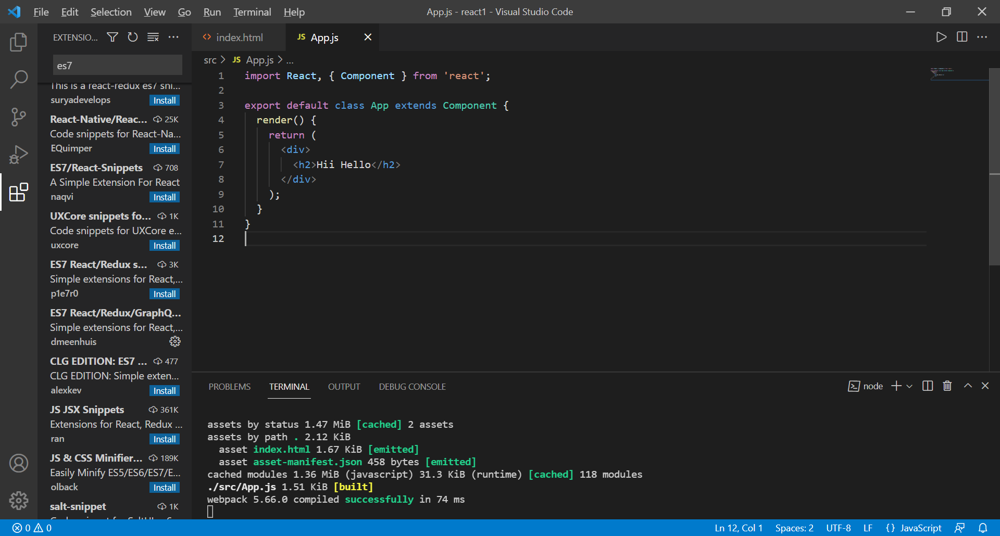 File Edit Selection View Go Run Terminal Help App.js - react1 - Visual Studio Code
EXTENSIO...
es7
This is a react-redux es7 sni...
suryadevelops Install
React-Native/Reac... 25K
Code snippets for React-Na...
EQuimper Install
ES7/React-Snippets 708
A Simple Extension For React
naqvi Install
UXCore snippets fo... 1K
Code snippets for UXCore e...
uxcore Install
ES7 React/Redux s... 3K
Simple extensions for React,...
p1e7r0 Install
ES7 React/Redux/GraphQ...
Simple extensions for React,...
dmeenhuis
CLG EDITION: ES7 ... 477
CLG EDITION: Simple exten...
alexkev Install
JS JSX Snippets 361K
Extensions for React, Redux ...
ran Install
JS & CSS Minifier... 189K
Easily Minify ES5/ES6/ES7/E...
olback Install
salt-snippet 1K
<> index.html JS App.js
src > JS App.js > ...
1 import React, { Component } from 'react';
2
3 export default class App extends Component {
4 render() {
5 return (
6 <div>
7 <h2>Hii Hello</h2>
8 </div>
9 );
10 }
11 }
12
PROBLEMS TERMINAL OUTPUT DEBUG CONSOLE node
assets by status 1.47 MiB [cached] 2 assets
assets by path . 2.12 KiB
asset index.html 1.67 KiB [emitted]
asset asset-manifest.json 458 bytes [emitted]
cached modules 1.36 MiB (javascript) 31.3 KiB (runtime) [cached] 118 modules
./src/App.js 1.51 KiB [built]
webpack 5.66.0 compiled successfully in 74 ms
0 0 Ln 12, Col 1 Spaces: 2 UTF-8 LF {} JavaScript